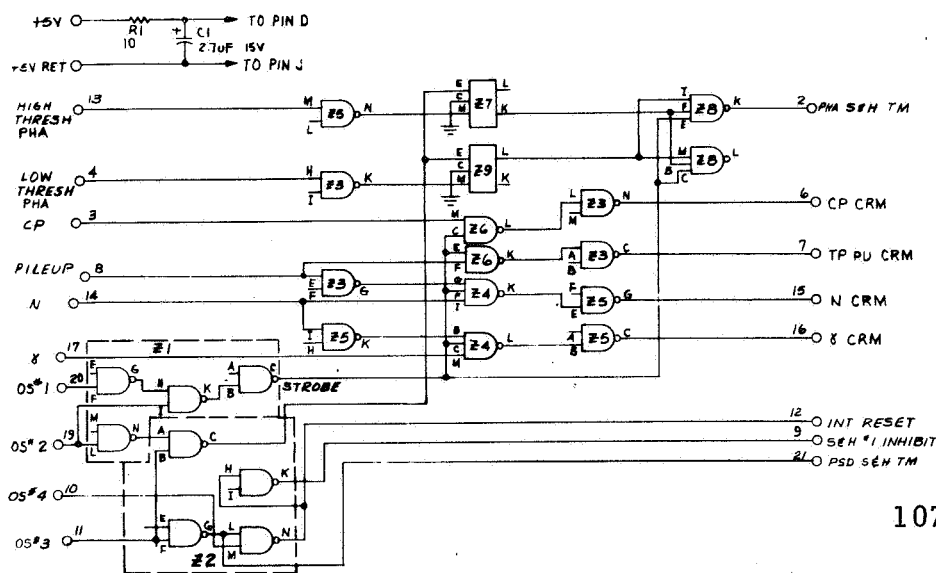 +5V
R1
10
C1
+
2.7uF 15V
TO PIN D
+5V RET
TO PIN J
HIGH THRESH PHA
13
M
L
Z5
N
E
C
M
Z7
L
K
I
F
E
Z8
K
2
PHA S&H TM
LOW THRESH PHA
4
H
I
Z3
K
E
C
M
Z9
L
K
M
B
C
Z8
L
CP
3
M
C
Z6
L
L
M
Z3
N
6
CP CRM
PILEUP
8
E
F
Z3
G
E
F
Z6
K
A
B
Z3
C
7
TP PU CRM
N
14
I
H
Z5
K
F
I
Z4
K
F
E
Z5
G
15
N CRM
γ
17
B
C
M
Z4
L
A
B
Z5
C
16
γ CRM
Z1
OS#1
20
E
F
G
H
I
K
A
B
C
STROBE
OS#2
19
M
L
N
A
B
C
12
INT RESET
9
S&H #1 INHIBIT
21
PSD S&H TM
H
I
K
OS#4
10
OS#3
11
E
F
G
L
M
N
Z2
107